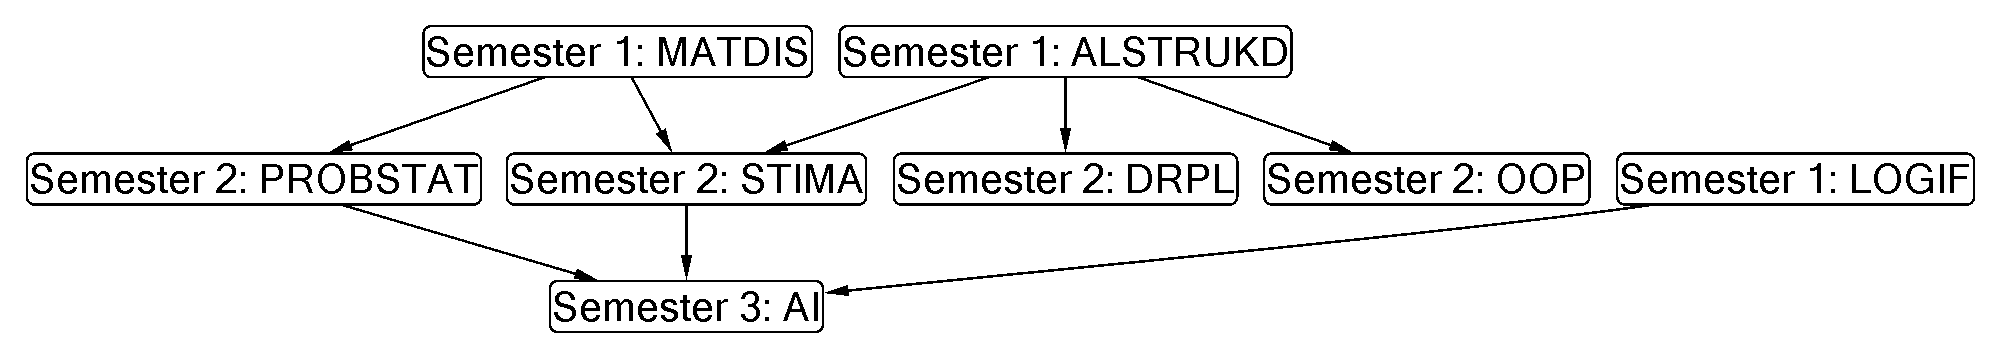 Semester 1: MATDIS
Semester 1: ALSTRUKD
Semester 2: PROBSTAT
Semester 2: STIMA
Semester 2: DRPL
Semester 2: OOP
Semester 1: LOGIF
Semester 3: AI